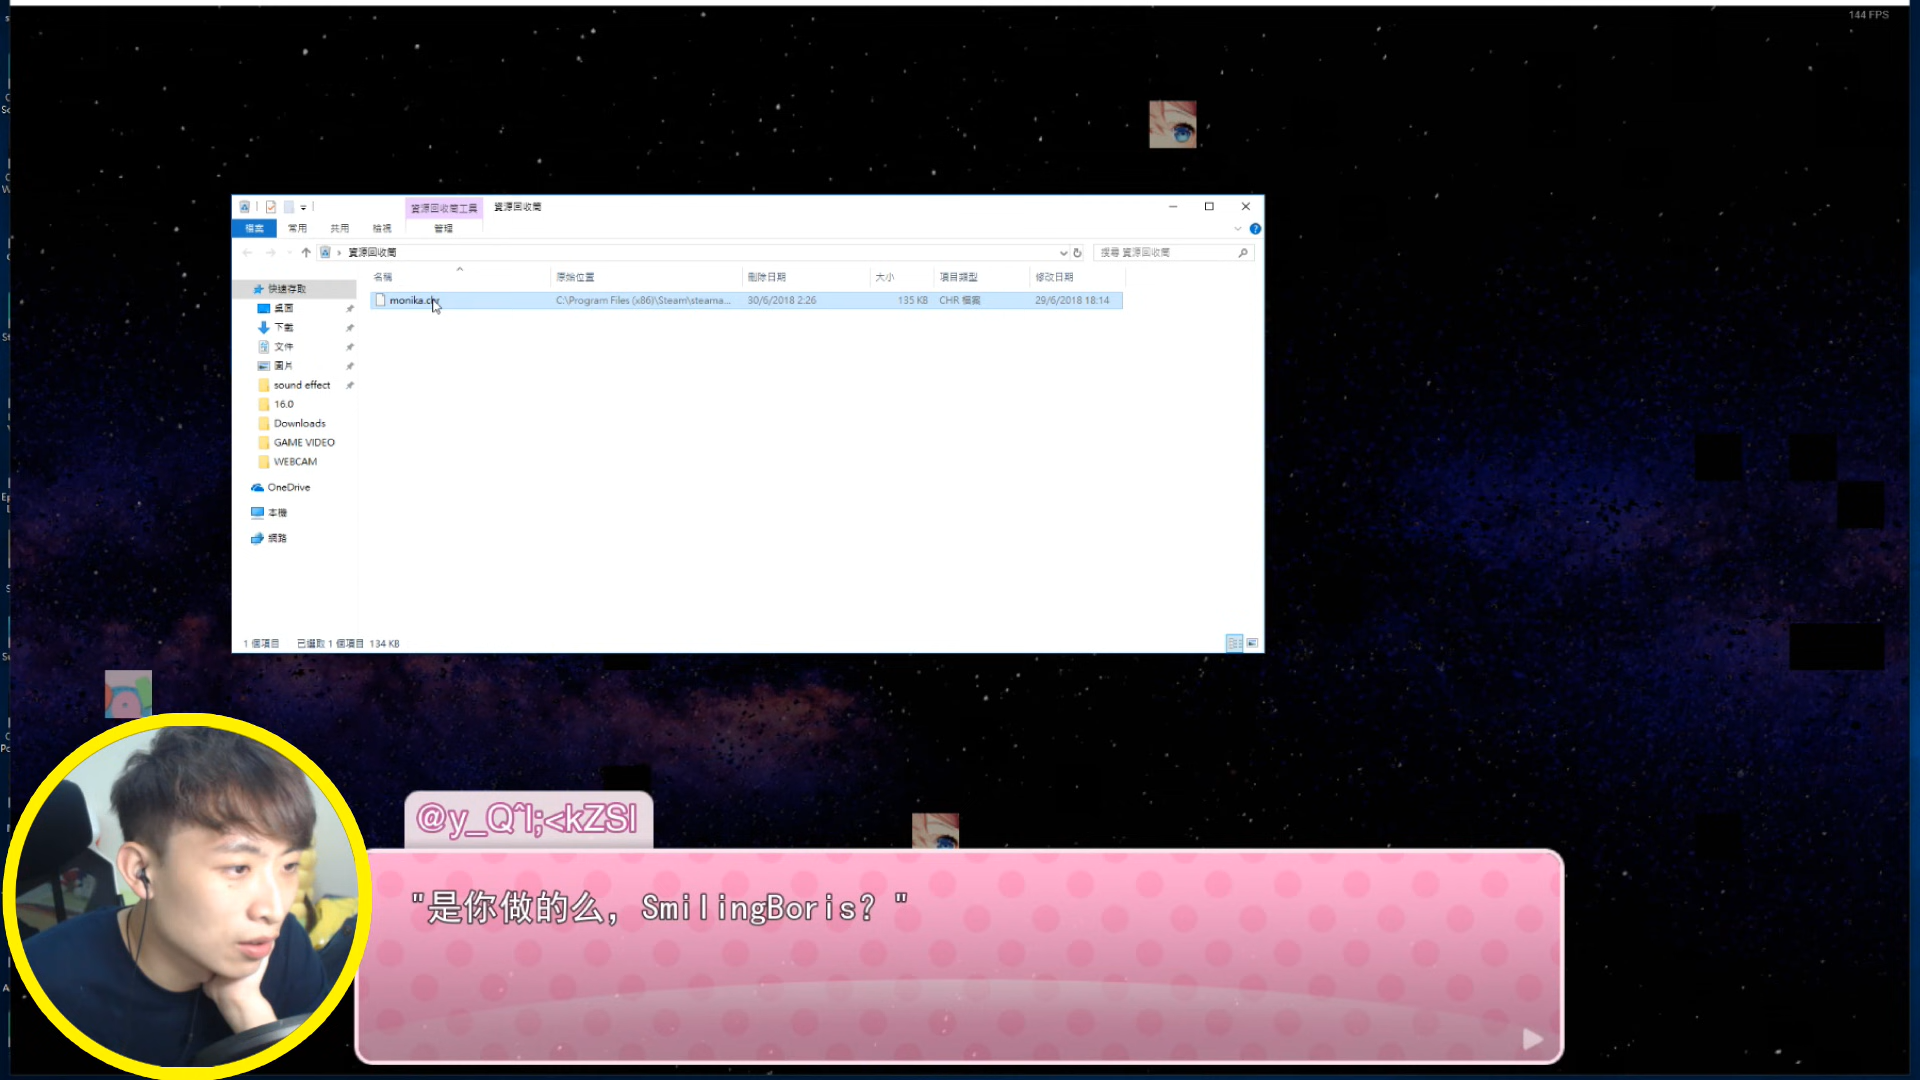 144 FPS
資源回收筒工具
資源回收筒
檔案
常用
共用
檢視
管理
資源回收筒
搜尋 資源回收筒
名稱
原始位置
刪除日期
大小
項目類型
修改日期
monika.chr
C:\Program Files (x86)\Steam\steama...
30/6/2018 2:26
135 KB
CHR 檔案
29/6/2018 18:14
快速存取
桌面
下載
文件
圖片
sound effect
16.0
Downloads
GAME VIDEO
WEBCAM
OneDrive
本機
網路
1 個項目
已選取 1 個項目 134 KB
@y_Q^l;<kZSl
"是你做的么，SmilingBoris？"